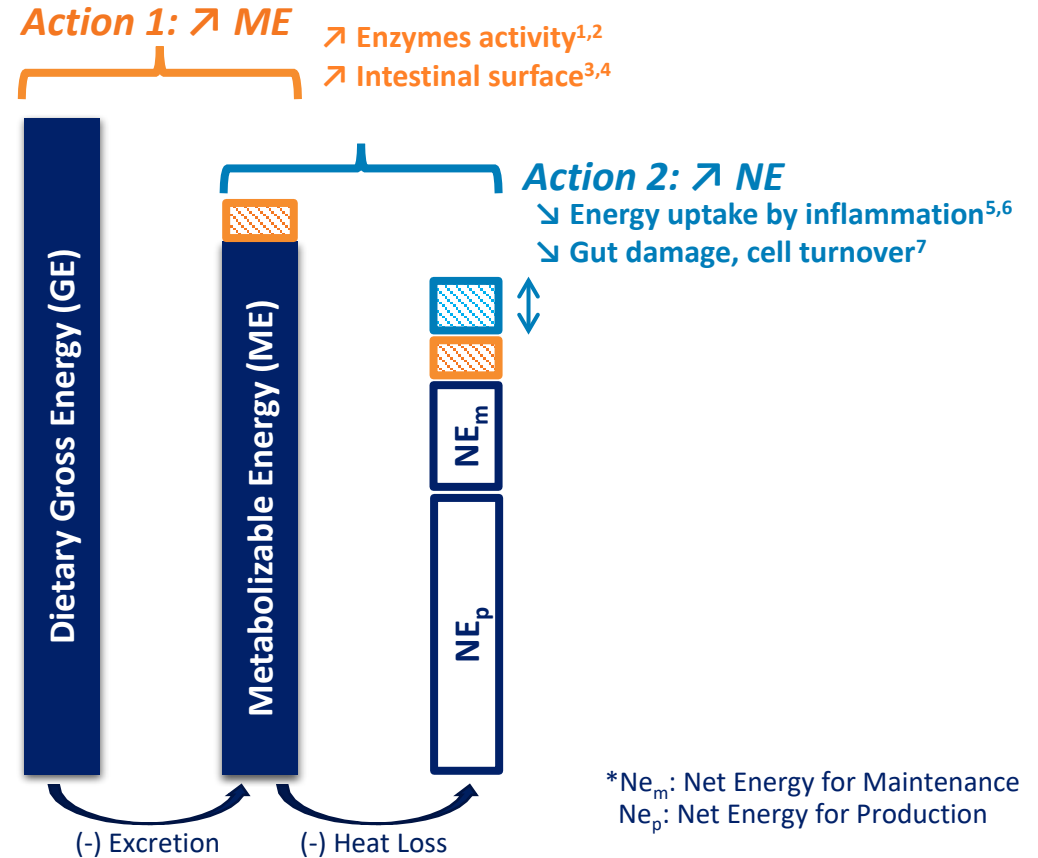 Action 1: ↗ ME
↗ Enzymes activity1,2
↗ Intestinal surface3,4
Action 2: ↗ NE
↘ Energy uptake by inflammation5,6
↘ Gut damage, cell turnover7
Dietary Gross Energy (GE)
Metabolizable Energy (ME)
NEm
NEp
(-) Excretion
(-) Heat Loss
*Nem: Net Energy for Maintenance
Nep: Net Energy for Production